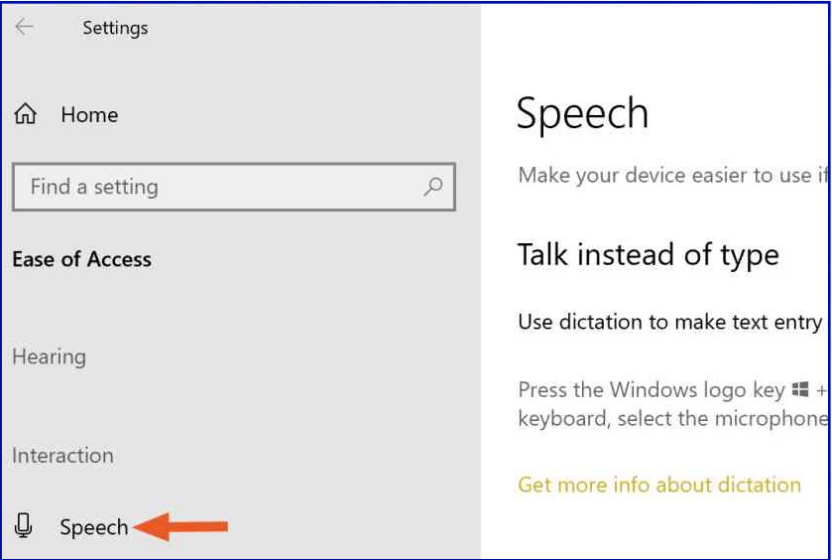 Settings
Home
Find a setting
Ease of Access
Hearing
Interaction
Speech
Speech
Make your device easier to use if
Talk instead of type
Use dictation to make text entry
Press the Windows logo key +
keyboard, select the microphone
Get more info about dictation